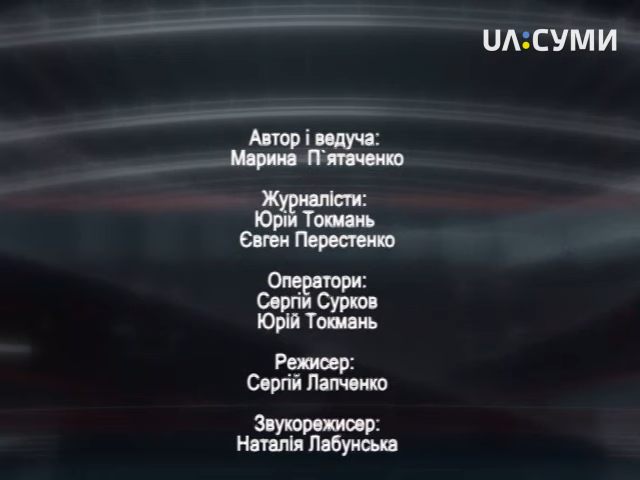 UA:СУМИ
Автор і ведуча:
Марина П`ятаченко
Журналісти:
Юрій Токмань
Євген Перестенко
Оператори:
Сергій Сурков
Юрій Токмань
Режисер:
Сергій Лапченко
Звукорежисер:
Наталія Лабунська